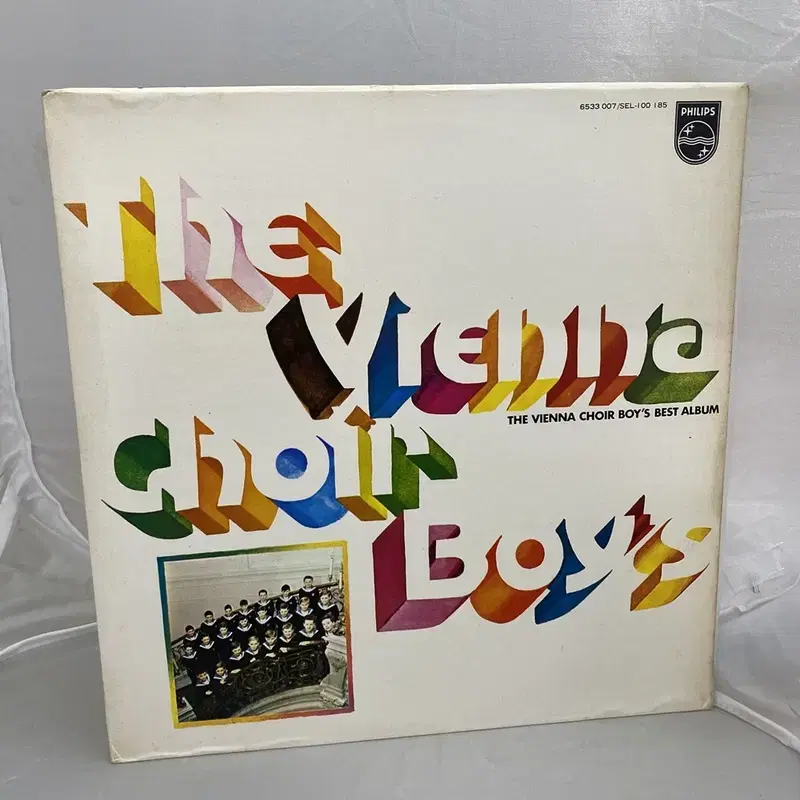 6533 007/SEL-100 185
PHILIPS
The
Vienna
THE VIENNA CHOIR BOY'S BEST ALBUM
choir
Boy's